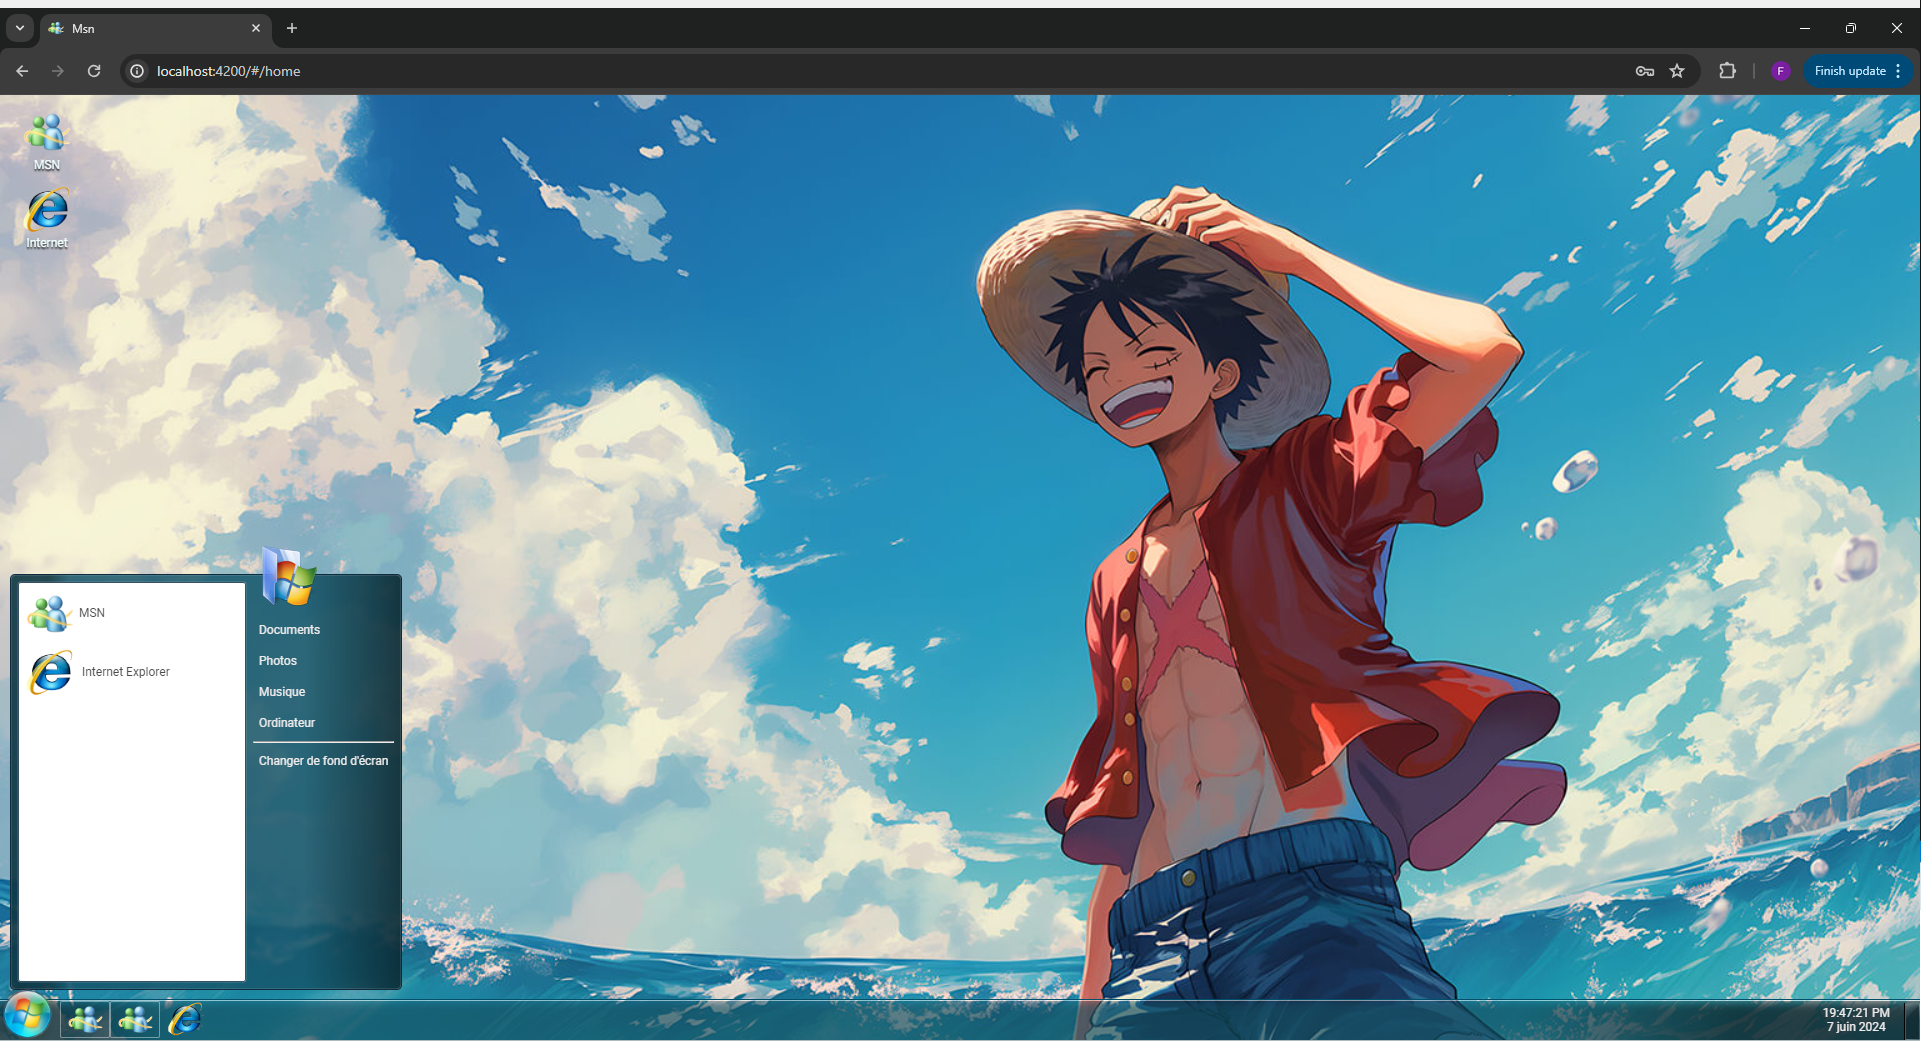 Msn
localhost:4200/#/home
F
Finish update
MSN
Internet
MSN
Internet Explorer
Documents
Photos
Musique
Ordinateur
Changer de fond d'écran
19:47:21 PM
7 juin 2024